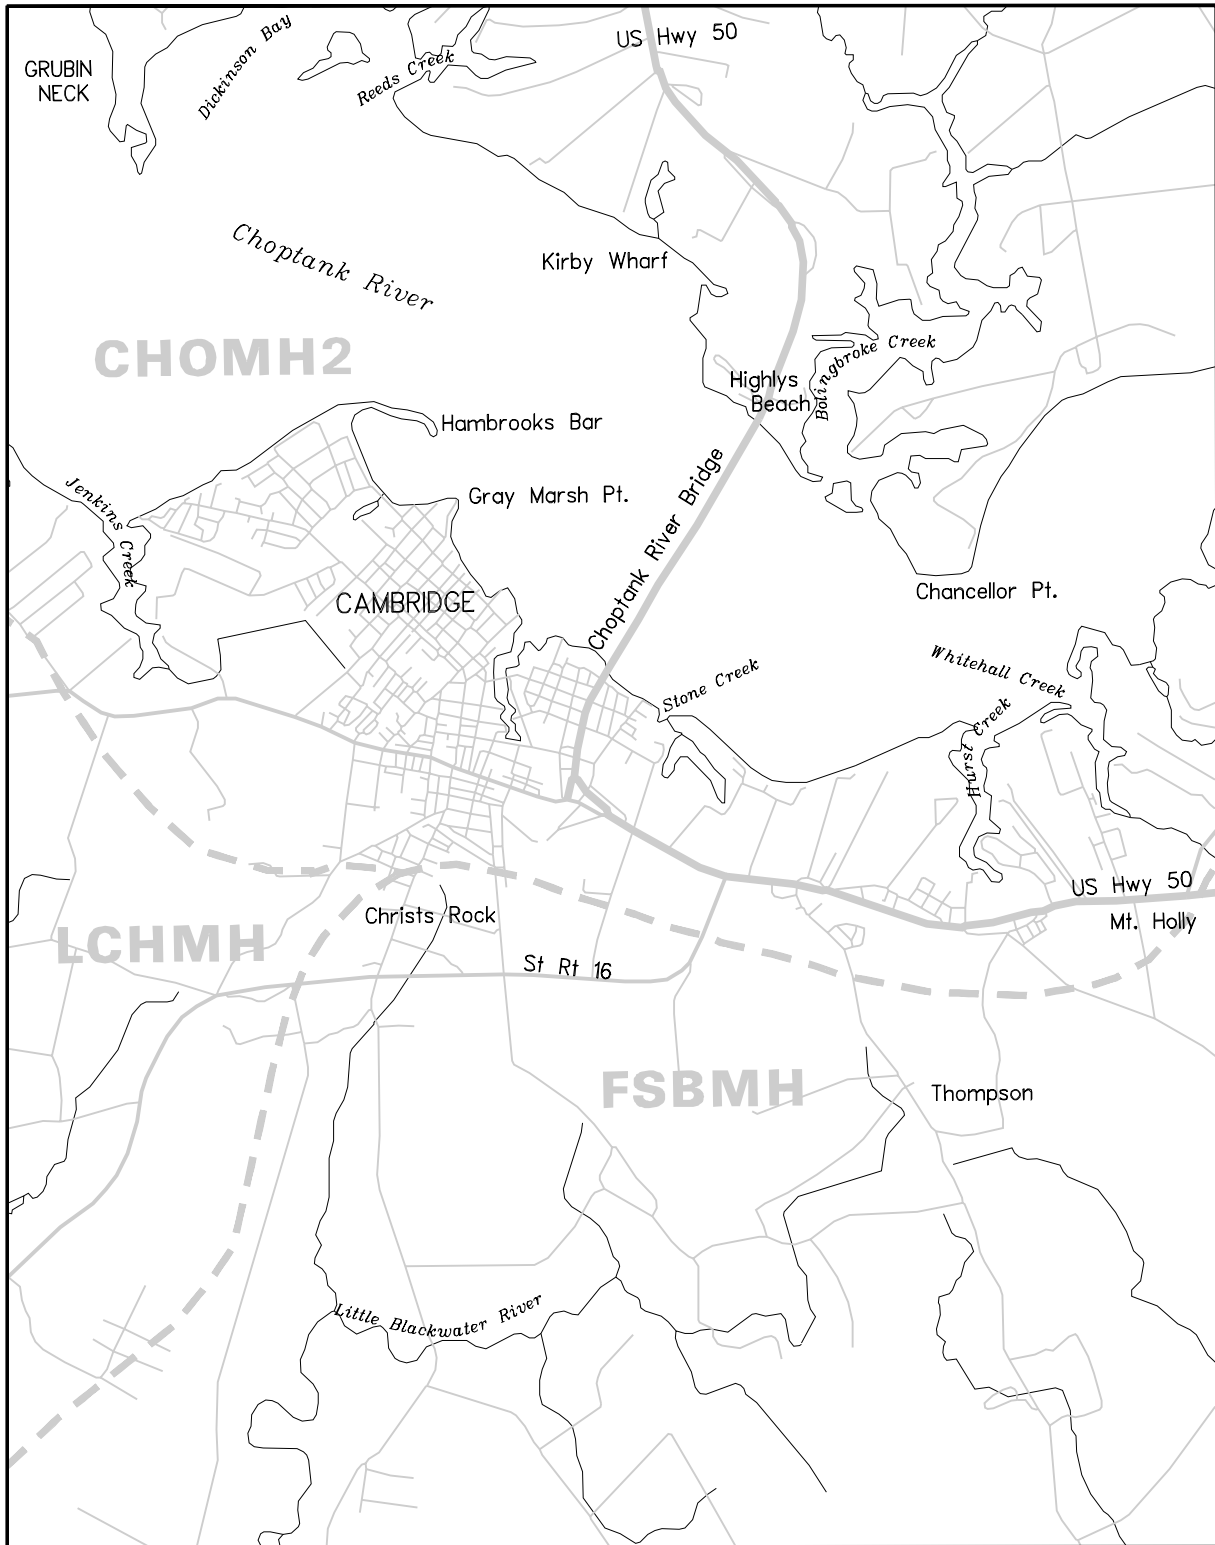 US Hwy 50
Dickinson Bay
GRUBIN
NECK
Reeds Creek
Choptank River
Kirby Wharf
CHOMH2
Bolingbroke Creek
Highlys
Beach
Hambrooks Bar
Jenkins Creek
Gray Marsh Pt.
Choptank River Bridge
CAMBRIDGE
Chancellor Pt.
Whitehall Creek
Stone Creek
Hurst Creek
US Hwy 50
Christs Rock
Mt. Holly
LCHMH
St Rt 16
FSBMH
Thompson
Little Blackwater River